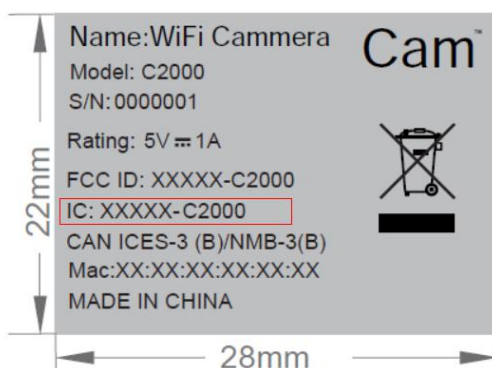 Name:WiFi Cammera
Cam™
Model: C2000
S/N:0000001
Rating: 5V⎓1A
FCC ID: XXXXX-C2000
IC: XXXXX-C2000
CAN ICES-3 (B)/NMB-3(B)
Mac:XX:XX:XX:XX:XX:XX
MADE IN CHINA
22mm
28mm